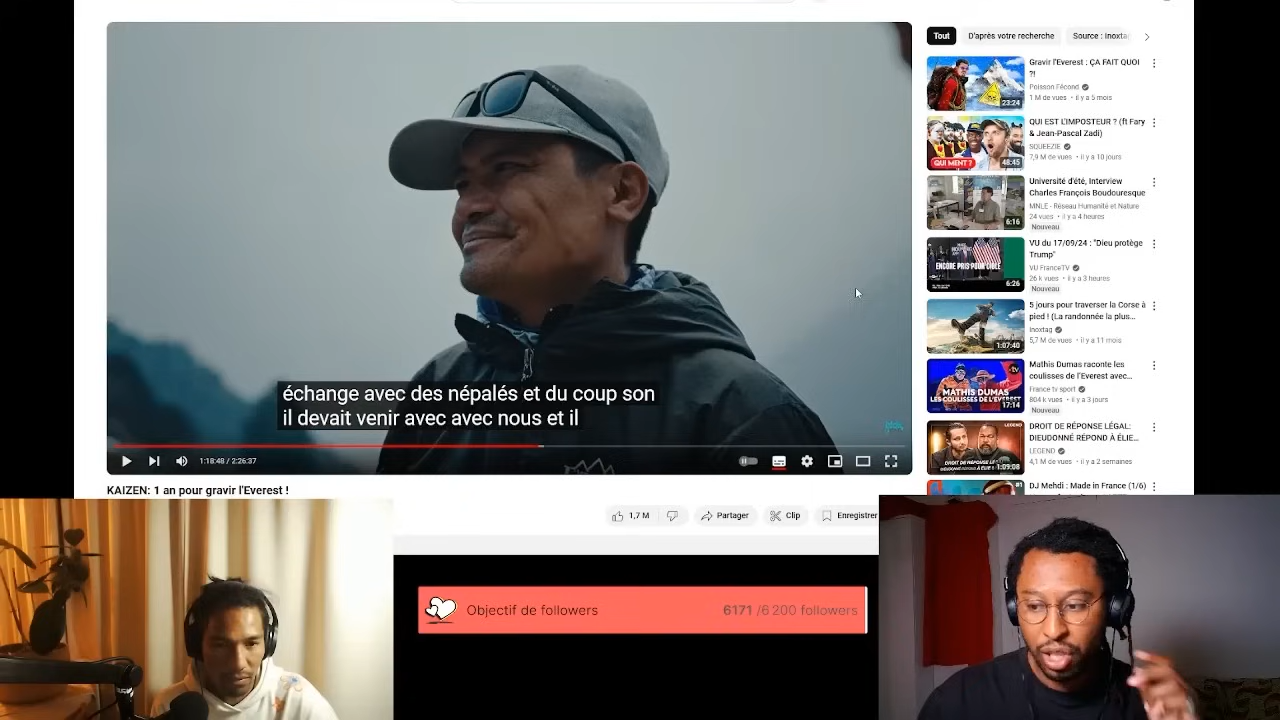 échange avec des népalés et du coup son
il devait venir avec avec nous et il
1:18:48 / 2:26:37
KAIZEN: 1 an pour gravir l'Everest !
1,7 M
Partager
Clip
Enregistrer
Tout
D'après votre recherche
Source : Inoxta
Gravir l'Everest : ÇA FAIT QUOI
?!
Poisson Fécond
1 M de vues • il y a 5 mois
23:24
QUI EST L'IMPOSTEUR ? (ft Fary
& Jean-Pascal Zadi)
SQUEEZIE
7,9 M de vues • il y a 10 jours
QUI MENT ?
48:45
Université d'été, Interview
Charles François Boudouresque
MNLE - Réseau Humanité et Nature
24 vues • il y a 4 heures
Nouveau
6:16
VU du 17/09/24 : "Dieu protège
Trump"
VU FranceTV
26 k vues • il y a 3 heures
Nouveau
ENCORE PRIS POUR CIBLE
6:26
5 jours pour traverser la Corse à
pied ! (La randonnée la plus...
Inoxtag
5,7 M de vues • il y a 11 mois
1:07:40
Mathis Dumas raconte les
coulisses de l'Everest avec...
France tv sport
804 k vues • il y a 3 jours
Nouveau
MATHIS DUMAS
LES COULISSES DE L'EVEREST
17:14
DROIT DE RÉPONSE LÉGAL:
DIEUDONNÉ RÉPOND À ÉLIE...
LEGEND
4,1 M de vues • il y a 2 semaines
1:09:08
DJ Mehdi : Made in France (1/6)
#1
Objectif de followers
6171 /6 200 followers